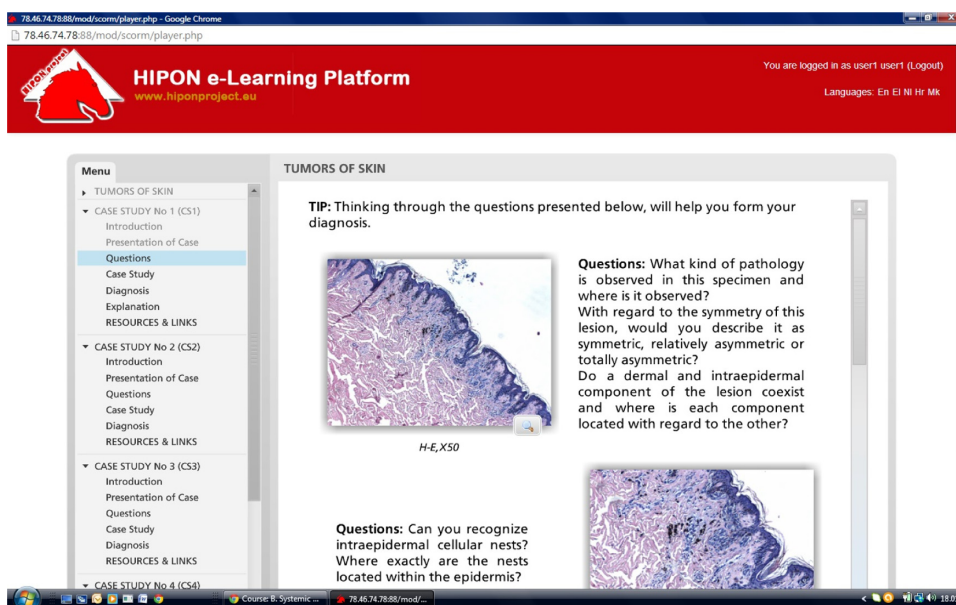 78.46.74.78:88/mod/scorm/player.php - Google Chrome
78.46.74.78:88/mod/scorm/player.php
HIPON project
HIPON e-Learning Platform
www.hiponproject.eu
You are logged in as user1 user1 (Logout)
Languages: En El Nl Hr Mk
Menu
TUMORS OF SKIN
CASE STUDY No 1 (CS1)
Introduction
Presentation of Case
Questions
Case Study
Diagnosis
Explanation
RESOURCES & LINKS
CASE STUDY No 2 (CS2)
Introduction
Presentation of Case
Questions
Case Study
Diagnosis
RESOURCES & LINKS
CASE STUDY No 3 (CS3)
Introduction
Presentation of Case
Questions
Case Study
Diagnosis
RESOURCES & LINKS
CASE STUDY No 4 (CS4)
TUMORS OF SKIN
TIP: Thinking through the questions presented below, will help you form your
diagnosis.
Questions: What kind of pathology
is observed in this specimen and
where is it observed?
With regard to the symmetry of this
lesion, would you describe it as
symmetric, relatively asymmetric or
totally asymmetric?
Do a dermal and intraepidermal
component of the lesion coexist
and where is each component
located with regard to the other?
H-E,X50
Questions: Can you recognize
intraepidermal cellular nests?
Where exactly are the nests
located within the epidermis?
Course: B. Systemic ...
78.46.74.78:88/mod/...